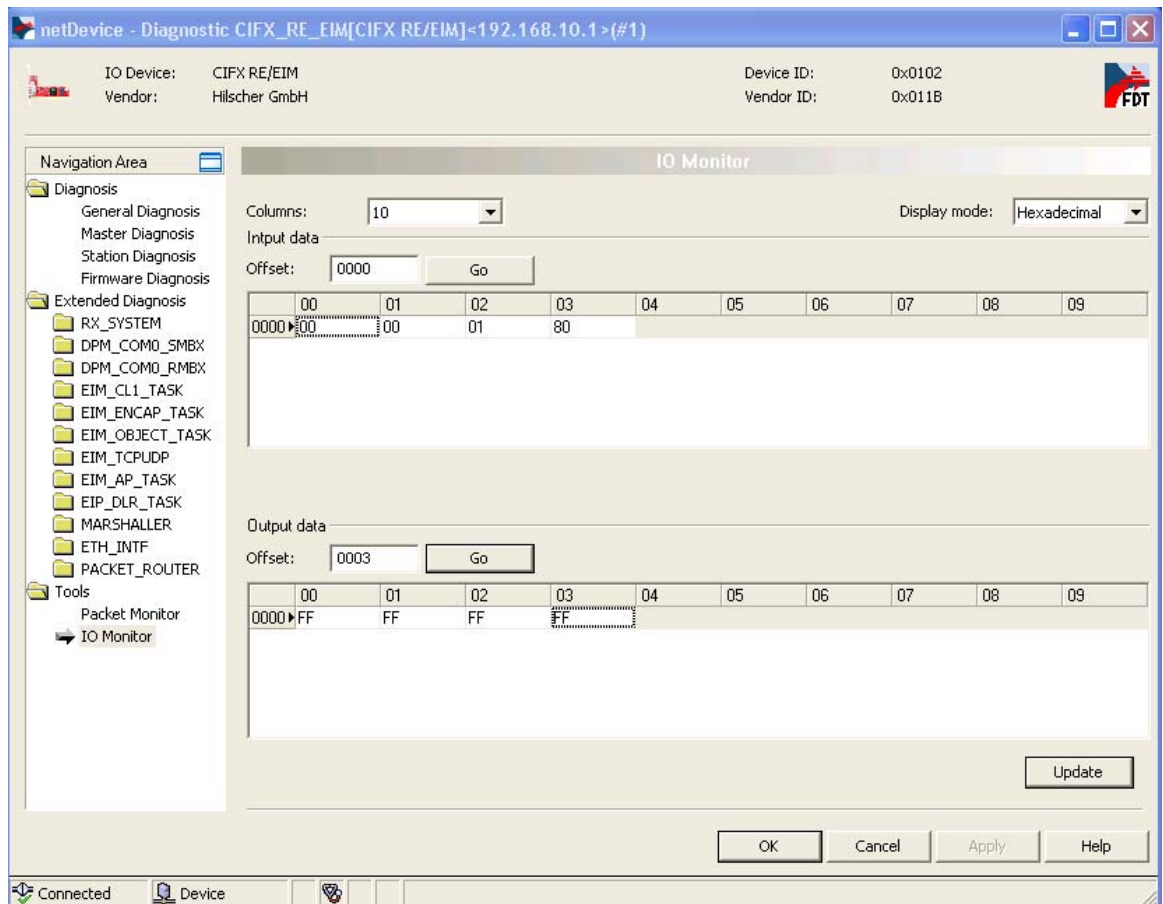 netDevice - Diagnostic CIFX_RE_EIM[CIFX RE/EIM]<192.168.10.1>(#1)
IO Device: CIFX RE/EIM Device ID: 0x0102
Vendor: Hilscher GmbH Vendor ID: 0x011B
FDT
Navigation Area
Diagnosis
General Diagnosis
Master Diagnosis
Station Diagnosis
Firmware Diagnosis
Extended Diagnosis
RX_SYSTEM
DPM_COM0_SMBX
DPM_COM0_RMBX
EIM_CL1_TASK
EIM_ENCAP_TASK
EIM_OBJECT_TASK
EIM_TCPUDP
EIM_AP_TASK
EIP_DLR_TASK
MARSHALLER
ETH_INTF
PACKET_ROUTER
Tools
Packet Monitor
IO Monitor
IO Monitor
Columns: 10 Display mode: Hexadecimal
Intput data
Offset: 0000 Go
00 01 02 03 04 05 06 07 08 09
0000 00 00 01 80
Output data
Offset: 0003 Go
00 01 02 03 04 05 06 07 08 09
0000 FF FF FF FF
Update
OK Cancel Apply Help
Connected Device